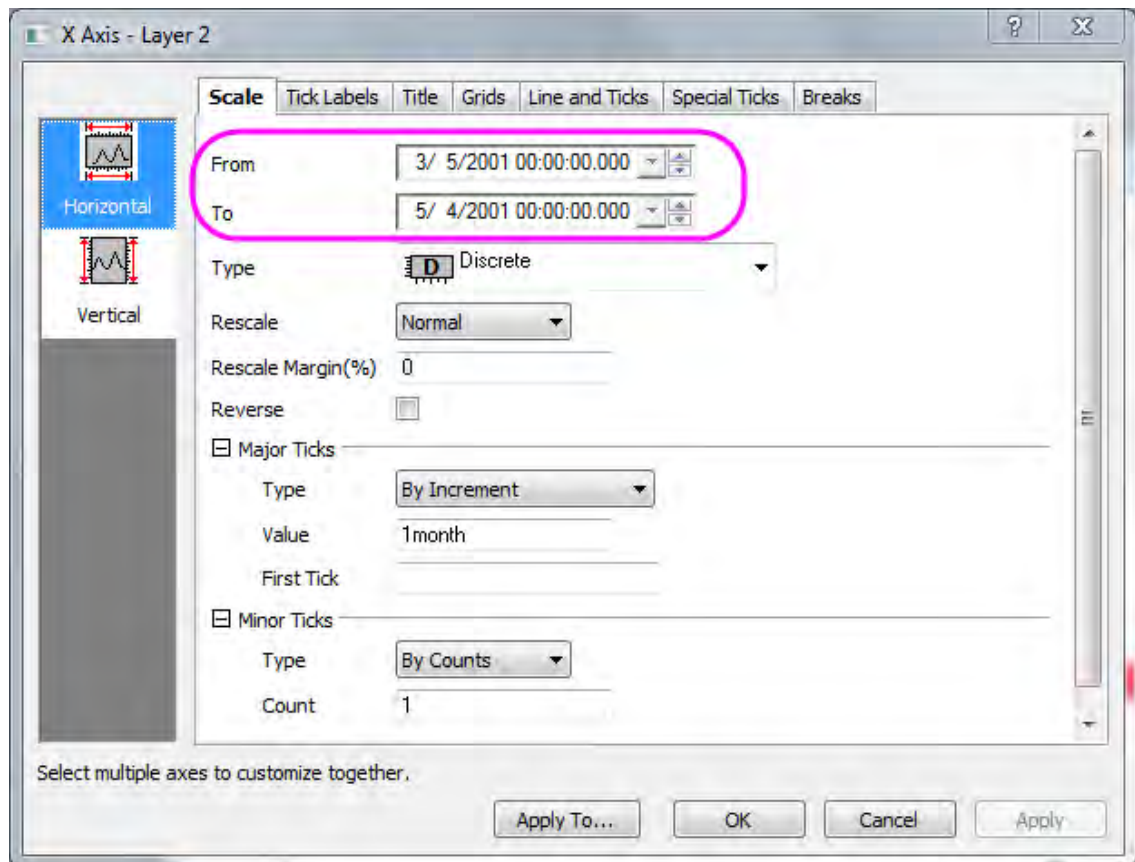 X Axis - Layer 2
Scale Tick Labels Title Grids Line and Ticks Special Ticks Breaks
Horizontal
Vertical
From 3/ 5/2001 00:00:00.000
To 5/ 4/2001 00:00:00.000
Type D Discrete
Rescale Normal
Rescale Margin(%) 0
Reverse
Major Ticks
Type By Increment
Value 1month
First Tick
Minor Ticks
Type By Counts
Count 1
Select multiple axes to customize together.
Apply To... OK Cancel Apply